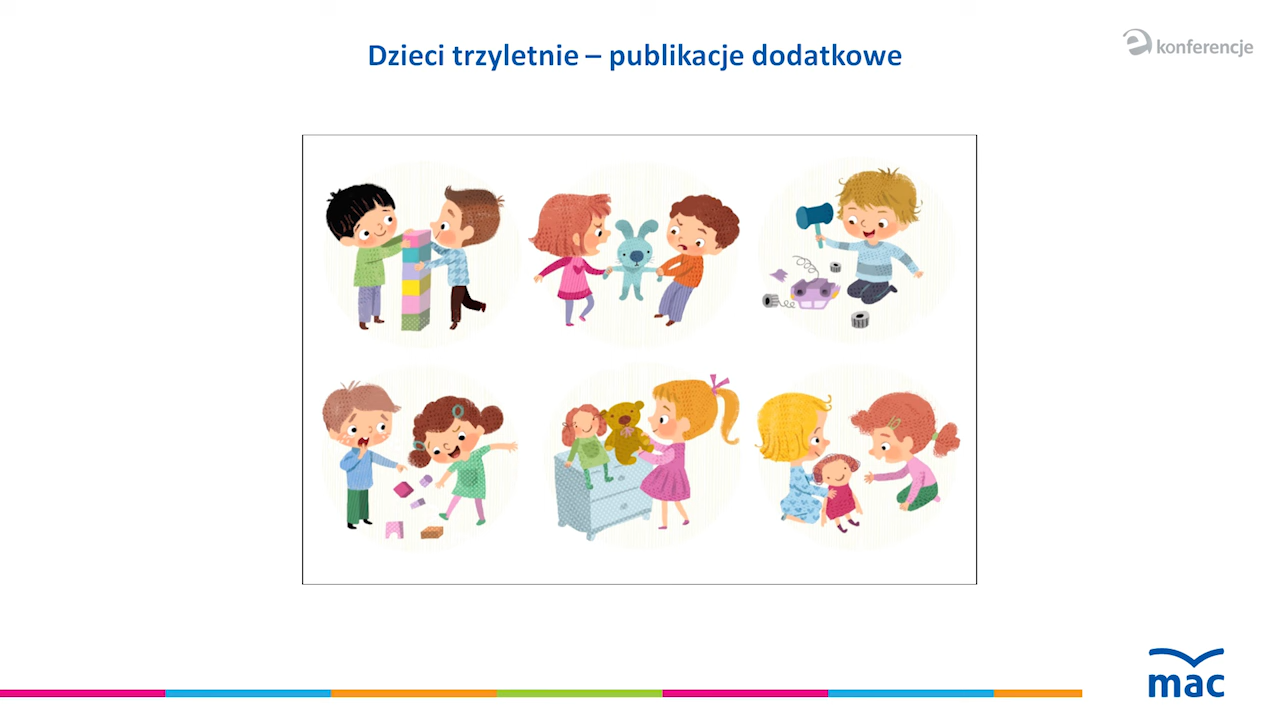 Dzieci trzyletnie – publikacje dodatkowe
e konferencje
mac